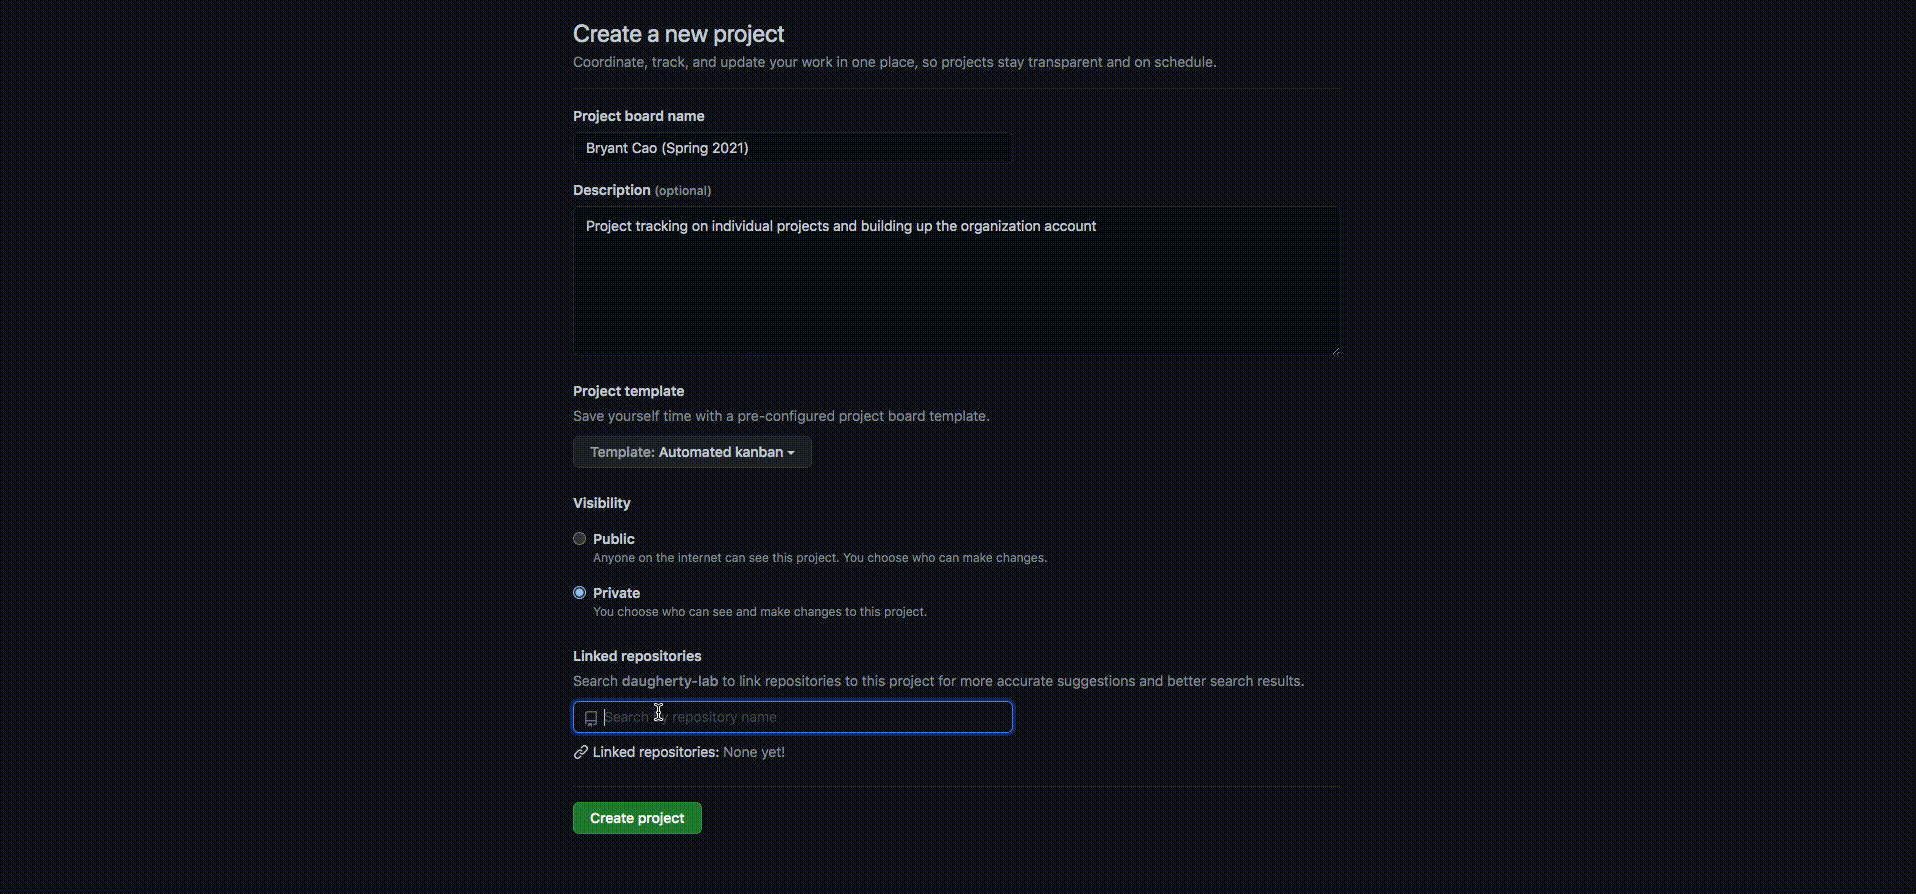 Create a new project
Coordinate, track, and update your work in one place, so projects stay transparent and on schedule.
Project board name
Bryant Cao (Spring 2021)
Description (optional)
Project tracking on individual projects and building up the organization account
Project template
Save yourself time with a pre-configured project board template.
Template: Automated kanban
Visibility
Public
Anyone on the internet can see this project. You choose who can make changes.
Private
You choose who can see and make changes to this project.
Linked repositories
Search daugherty-lab to link repositories to this project for more accurate suggestions and better search results.
Search by repository name
Linked repositories: None yet!
Create project